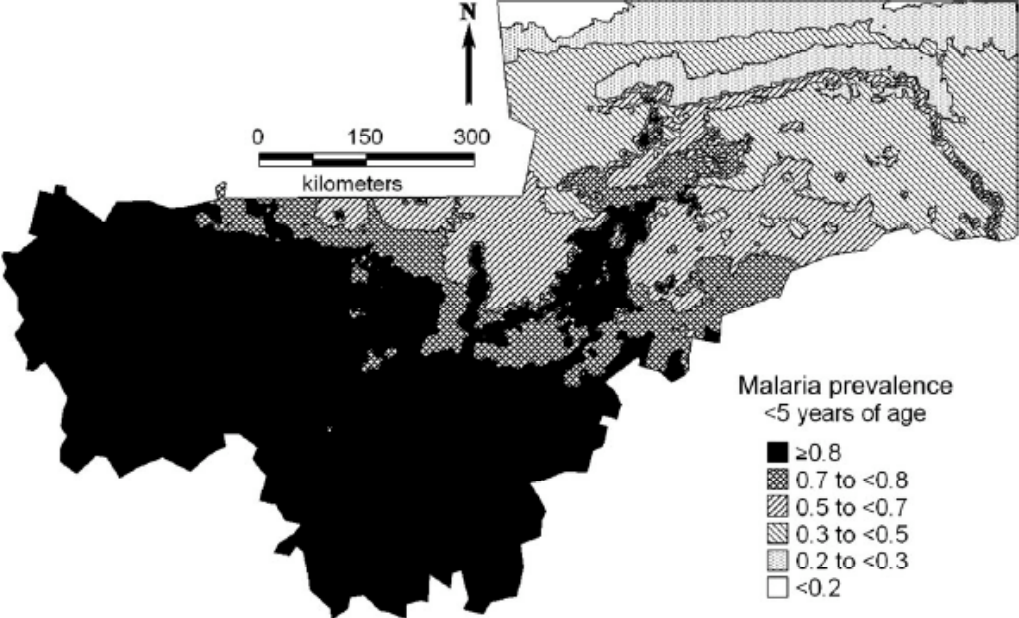 N
0 150 300
kilometers
Malaria prevalence
<5 years of age
≥0.8
0.7 to <0.8
0.5 to <0.7
0.3 to <0.5
0.2 to <0.3
<0.2